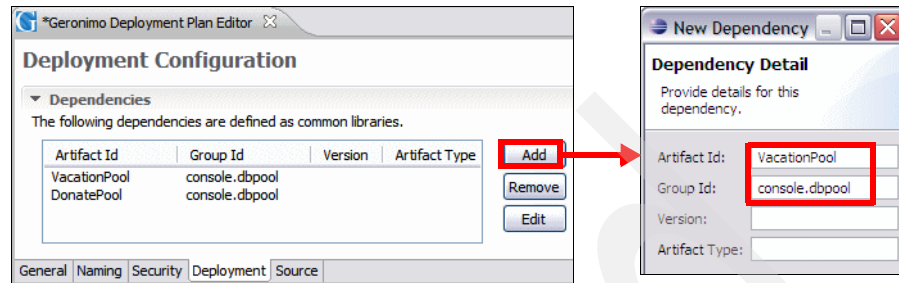 *Geronimo Deployment Plan Editor
Deployment Configuration
Dependencies
The following dependencies are defined as common libraries.
Artifact Id Group Id Version Artifact Type
VacationPool console.dbpool
DonatePool console.dbpool
Add
Remove
Edit
General Naming Security Deployment Source
New Dependency
Dependency Detail
Provide details for this
dependency.
Artifact Id: VacationPool
Group Id: console.dbpool
Version:
Artifact Type: